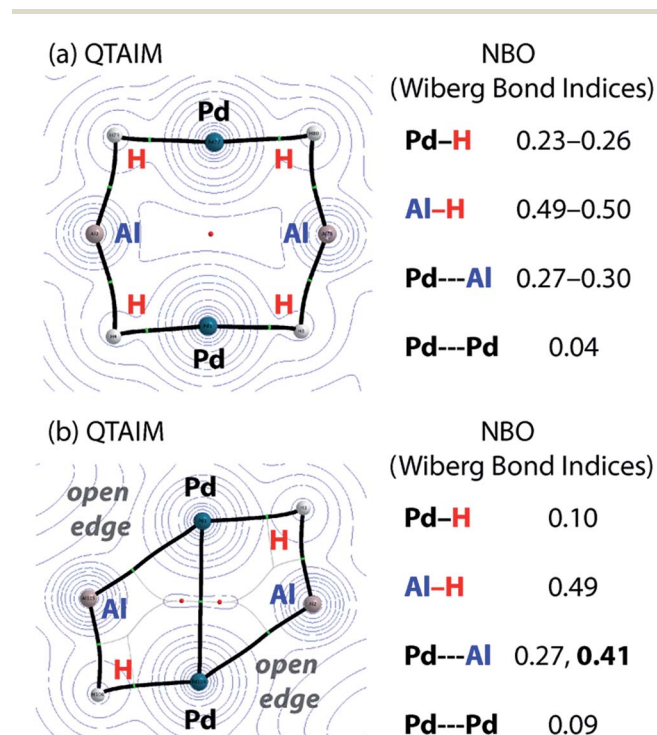 (a) QTAIM
NBO
(Wiberg Bond Indices)
Pd
H H
Al Al
H H
Pd
Pd–H 0.23–0.26
Al–H 0.49–0.50
Pd---Al 0.27–0.30
Pd---Pd 0.04
(b) QTAIM
NBO
(Wiberg Bond Indices)
open
edge
Pd
H
Al Al
H
open
edge
Pd
Pd–H 0.10
Al–H 0.49
Pd---Al 0.27, 0.41
Pd---Pd 0.09